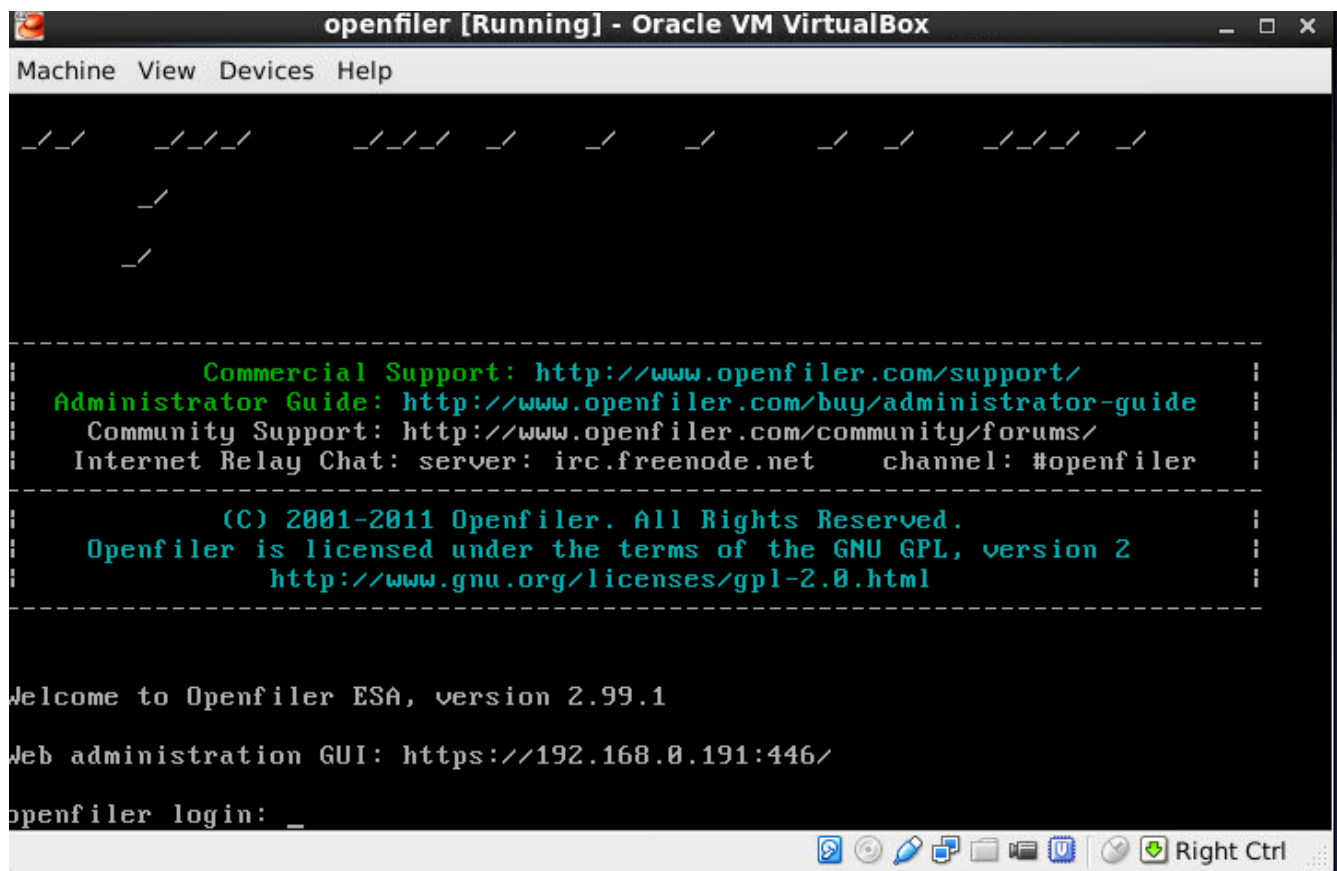 openfiler [Running] - Oracle VM VirtualBox
Machine View Devices Help
_/_/ _/_/_/ _/_/_/ _/ _/ _/ _/ _/ _/_/_/ _/
_/
_/
Commercial Support: http://www.openfiler.com/support/
Administrator Guide: http://www.openfiler.com/buy/administrator-guide
Community Support: http://www.openfiler.com/community/forums/
Internet Relay Chat: server: irc.freenode.net channel: #openfiler
(C) 2001-2011 Openfiler. All Rights Reserved.
Openfiler is licensed under the terms of the GNU GPL, version 2
http://www.gnu.org/licenses/gpl-2.0.html
Welcome to Openfiler ESA, version 2.99.1
Web administration GUI: https://192.168.0.191:446/
openfiler login: _
Right Ctrl